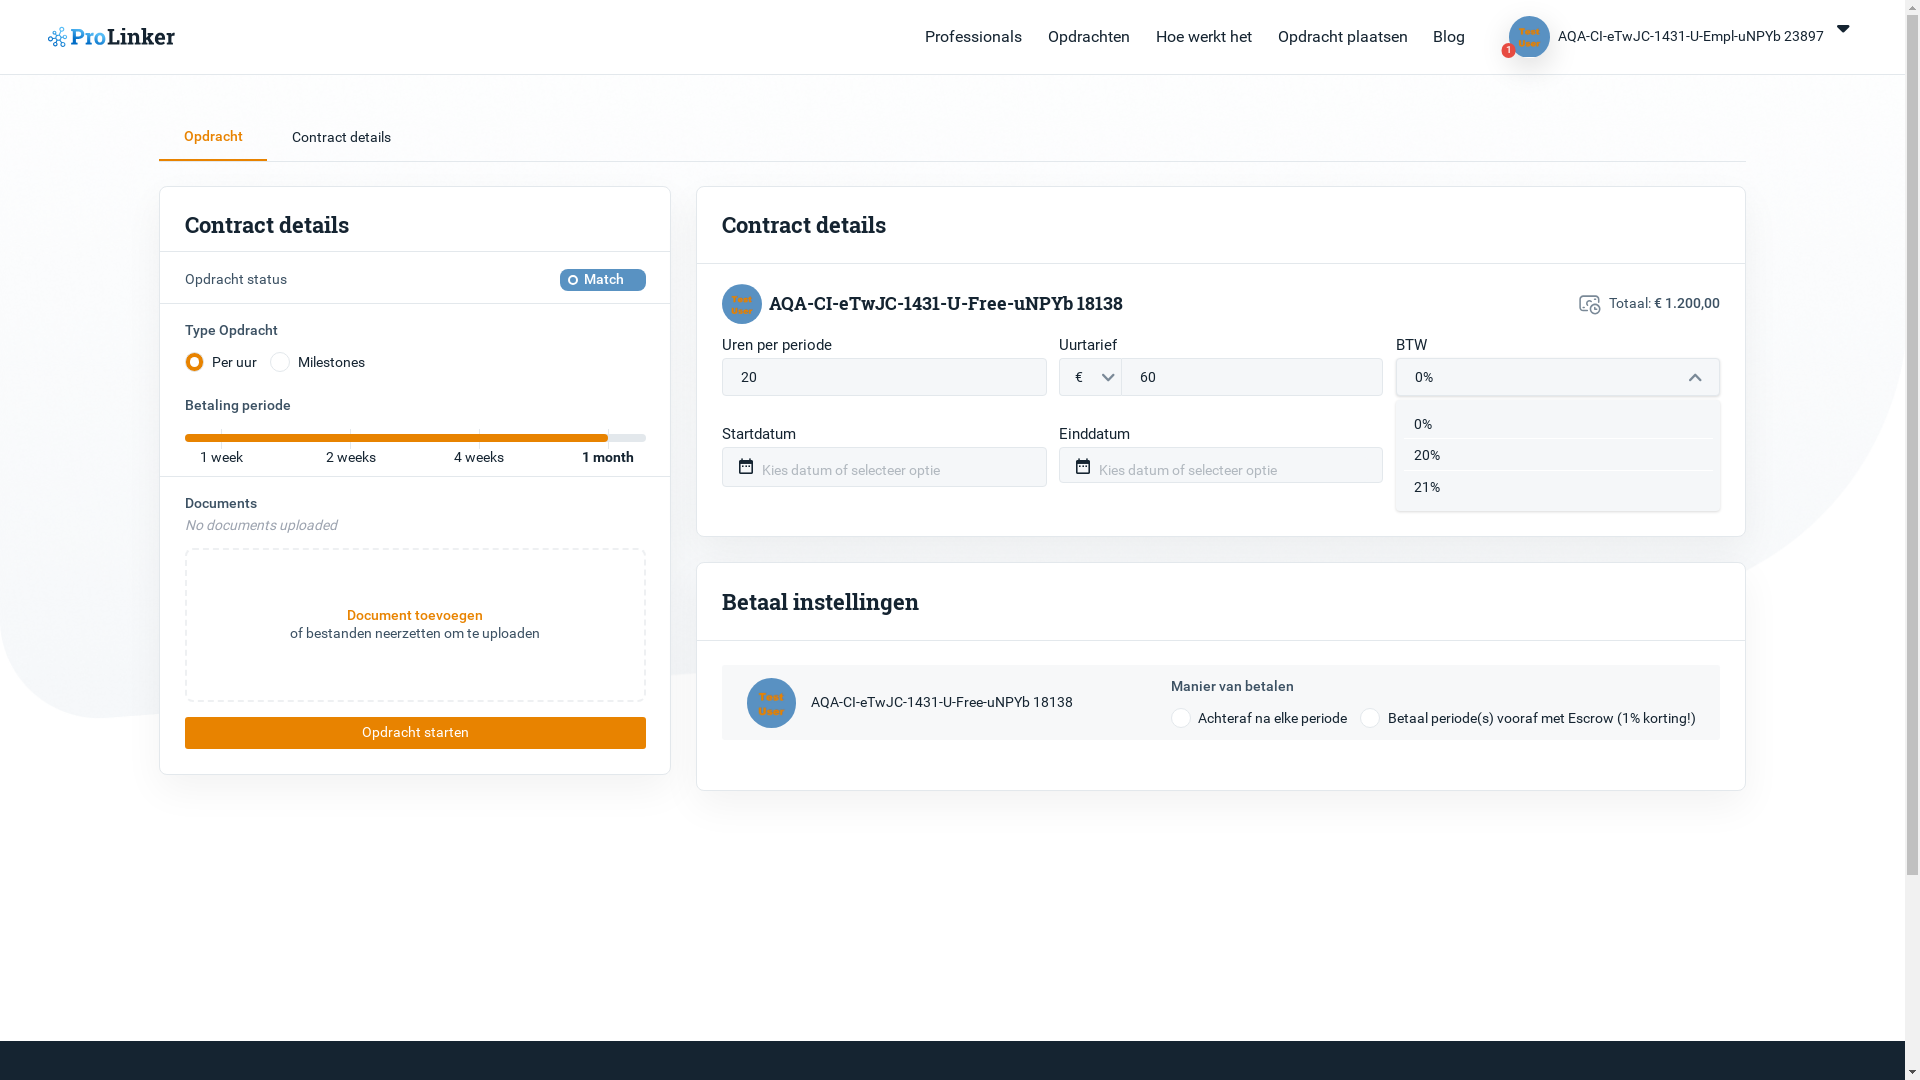 ProLinker
Professionals
Opdrachten
Hoe werkt het
Opdracht plaatsen
Blog
Test
User
1
AQA-CI-eTwJC-1431-U-Empl-uNPYb 23897
Opdracht
Contract details
Contract details
Opdracht status
Match
Type Opdracht
Per uur
Milestones
Betaling periode
1 week
2 weeks
4 weeks
1 month
Documents
No documents uploaded
Document toevoegen
of bestanden neerzetten om te uploaden
Opdracht starten
Contract details
Test
User
AQA-CI-eTwJC-1431-U-Free-uNPYb 18138
Totaal: € 1.200,00
Uren per periode
20
Uurtarief
€
60
BTW
0%
0%
20%
21%
Startdatum
Kies datum of selecteer optie
Einddatum
Kies datum of selecteer optie
Betaal instellingen
Test
User
AQA-CI-eTwJC-1431-U-Free-uNPYb 18138
Manier van betalen
Achteraf na elke periode
Betaal periode(s) vooraf met Escrow (1% korting!)